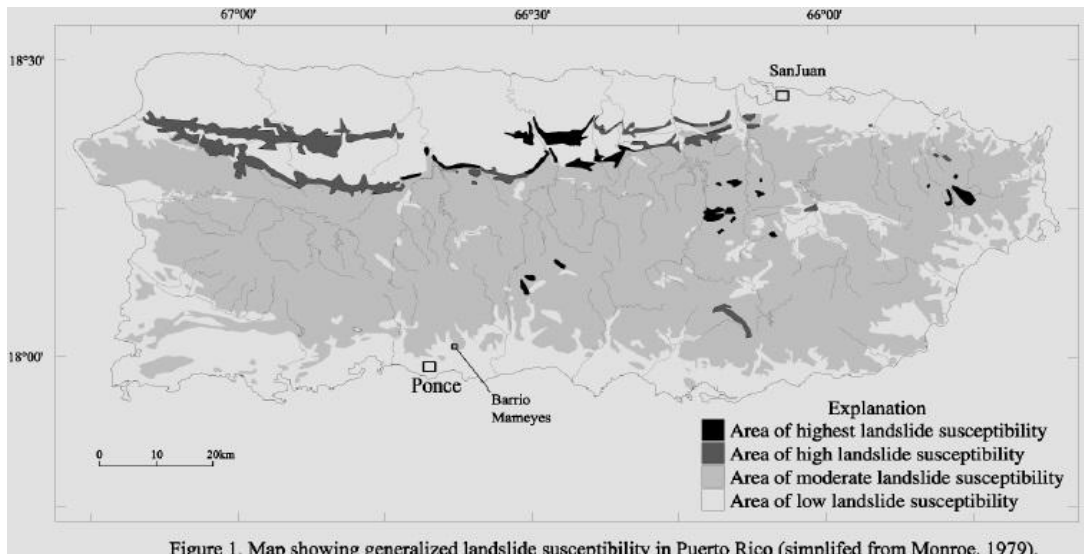 67°00'
66°30'
66°00'
18°30'
SanJuan
18°00'
Ponce
Barrio
Mameyes
0 10 20km
Explanation
Area of highest landslide susceptibility
Area of high landslide susceptibility
Area of moderate landslide susceptibility
Area of low landslide susceptibility
Figure 1. Map showing generalized landslide susceptibility in Puerto Rico (simplifed from Monroe, 1979).